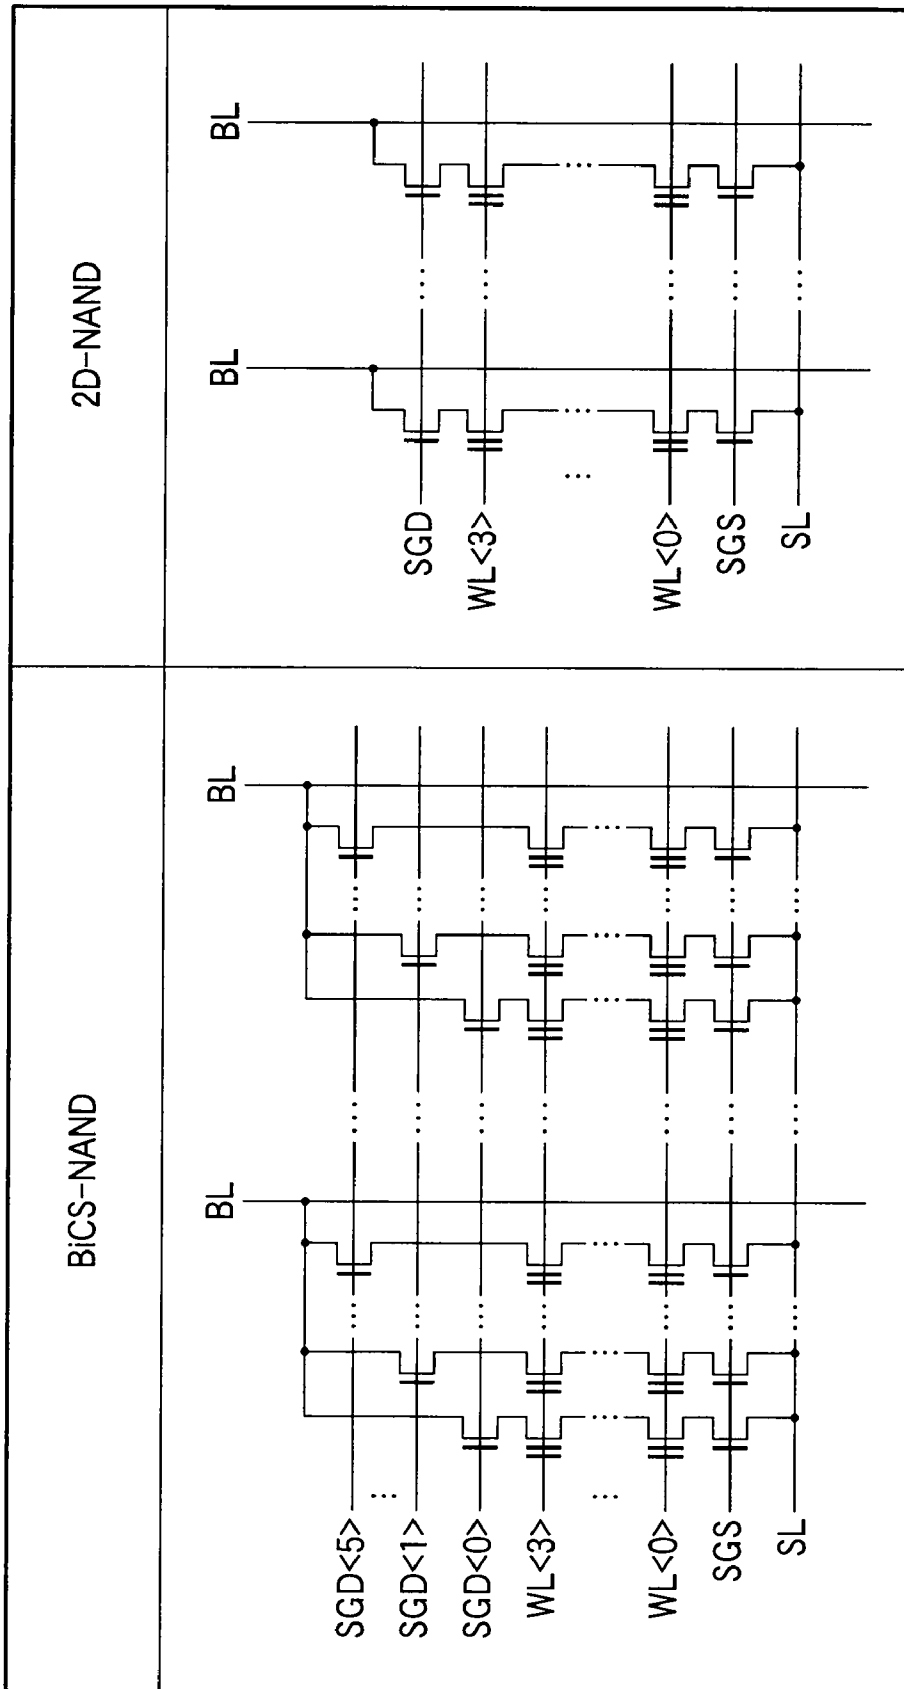 BiCS-NAND
BL
BL
SGD<5>
...
SGD<1>
SGD<0>
WL<3>
...
WL<0>
SGS
SL
2D-NAND
BL
BL
SGD
WL<3>
...
WL<0>
SGS
SL